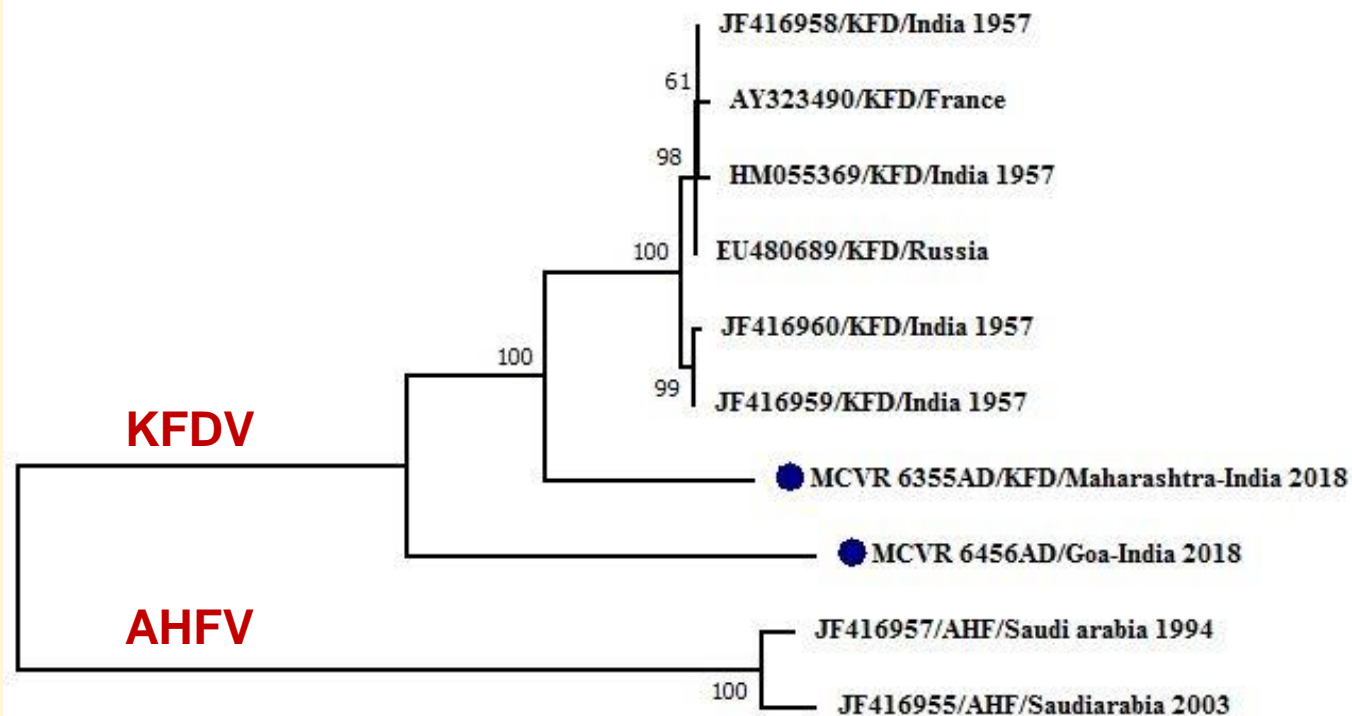 JF416958/KFD/India 1957
61
AY323490/KFD/France
98
HM055369/KFD/India 1957
100
EU480689/KFD/Russia
JF416960/KFD/India 1957
100
99
JF416959/KFD/India 1957
KFDV
MCVR 6355AD/KFD/Maharashtra-India 2018
MCVR 6456AD/Goa-India 2018
AHFV
JF416957/AHF/Saudi arabia 1994
100
JF416955/AHF/Saudiarabia 2003